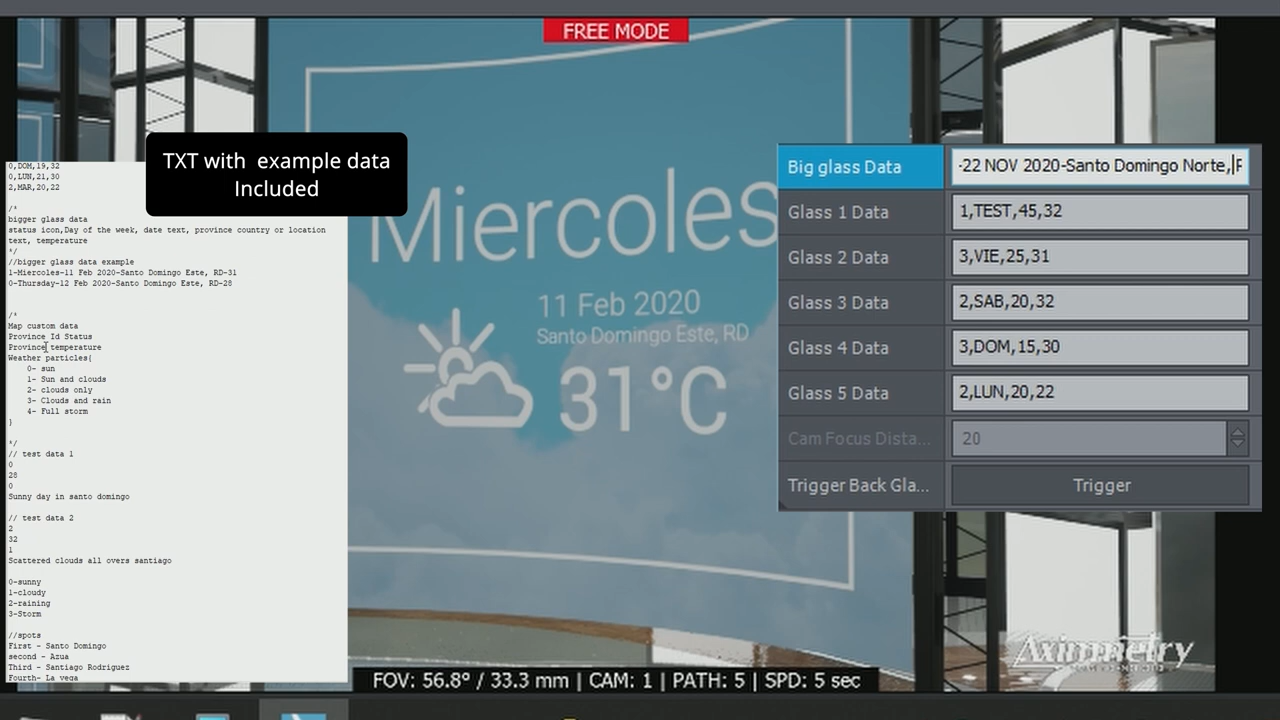 FREE MODE
TXT with example data
Included
0,DOM,19,32
0,LUN,21,30
2,MAR,20,22
/*
bigger glass data
status icon,Day of the week, date text, province country or location
text, temperature
*/
//bigger glass data example
1-Miercoles-11 Feb 2020-Santo Domingo Este, RD-31
0-Thursday-12 Feb 2020-Santo Domingo Este, RD-28
/*
Map custom data
Province Id Status
Province temperature
Weather particles(
0- sun
1- Sun and clouds
2- clouds only
3- Clouds and rain
4- Full storm
}
*/
// test data 1
0
28
0
Sunny day in santo domingo
// test data 2
2
32
1
Scattered clouds all overs santiago
0-sunny
1-cloudy
2-raining
3-Storm
//spots
First - Santo Domingo
second - Azua
Third - Santiago Rodriguez
Fourth- La vega
Miercoles
11 Feb 2020
Santo Domingo Este, RD
31°C
Big glass Data
-22 NOV 2020-Santo Domingo Norte,
Glass 1 Data
1,TEST,45,32
Glass 2 Data
3,VIE,25,31
Glass 3 Data
2,SAB,20,32
Glass 4 Data
3,DOM,15,30
Glass 5 Data
2,LUN,20,22
Cam Focus Dista...
20
Trigger Back Gla...
Trigger
Aximmetry
FOV: 56.8° / 33.3 mm | CAM: 1 | PATH: 5 | SPD: 5 sec